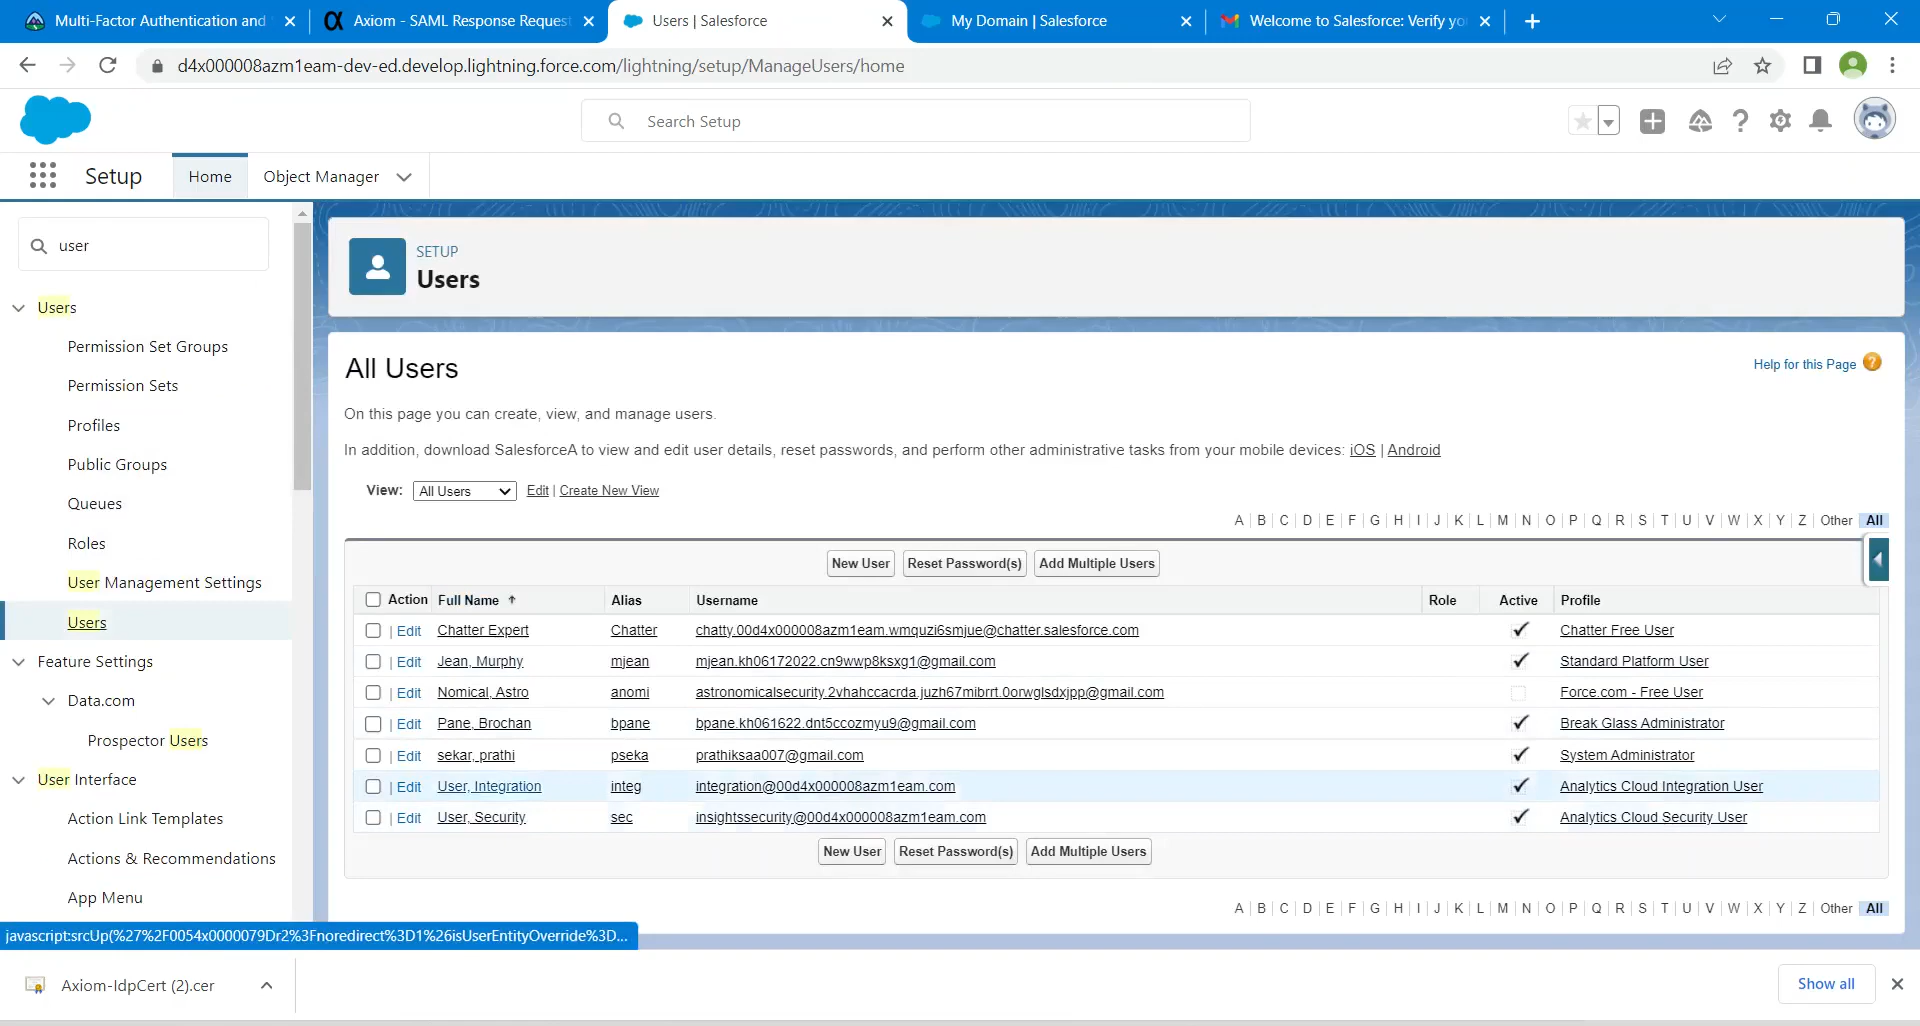 Multi-Factor Authentication and
Axiom - SAML Response Request
Users | Salesforce
My Domain | Salesforce
Welcome to Salesforce: Verify yo
d4x000008azm1eam-dev-ed.develop.lightning.force.com/lightning/setup/ManageUsers/home
Search Setup
Setup
Home
Object Manager
user
Users
Permission Set Groups
Permission Sets
Profiles
Public Groups
Queues
Roles
User Management Settings
Users
Feature Settings
Data.com
Prospector Users
User Interface
Action Link Templates
Actions & Recommendations
App Menu
SETUP
Users
All Users
Help for this Page ?
On this page you can create, view, and manage users.
In addition, download SalesforceA to view and edit user details, reset passwords, and perform other administrative tasks from your mobile devices: iOS | Android
View: All Users Edit | Create New View
A | B | C | D | E | F | G | H | I | J | K | L | M | N | O | P | Q | R | S | T | U | V | W | X | Y | Z | Other All
New User Reset Password(s) Add Multiple Users
Action Full Name ↑ Alias Username Role Active Profile
| Edit Chatter Expert Chatter chatty.00d4x000008azm1eam.wmquzi6smjue@chatter.salesforce.com ✓ Chatter Free User
| Edit Jean, Murphy mjean mjean.kh06172022.cn9wwp8ksxg1@gmail.com ✓ Standard Platform User
| Edit Nomical, Astro anomi astronomicalsecurity.2vhahccacrda.juzh67mibrrt.0orwglsdxjpp@gmail.com Force.com - Free User
| Edit Pane, Brochan bpane bpane.kh061622.dnt5ccozmyu9@gmail.com ✓ Break Glass Administrator
| Edit sekar, prathi pseka prathiksaa007@gmail.com ✓ System Administrator
| Edit User, Integration integ integration@00d4x000008azm1eam.com ✓ Analytics Cloud Integration User
| Edit User, Security sec insightssecurity@00d4x000008azm1eam.com ✓ Analytics Cloud Security User
New User Reset Password(s) Add Multiple Users
A | B | C | D | E | F | G | H | I | J | K | L | M | N | O | P | Q | R | S | T | U | V | W | X | Y | Z | Other All
javascript:srcUp(%27%2F0054x0000079Dr2%3Fnoredirect%3D1%26isUserEntityOverride%3D...
Axiom-IdpCert (2).cer
Show all